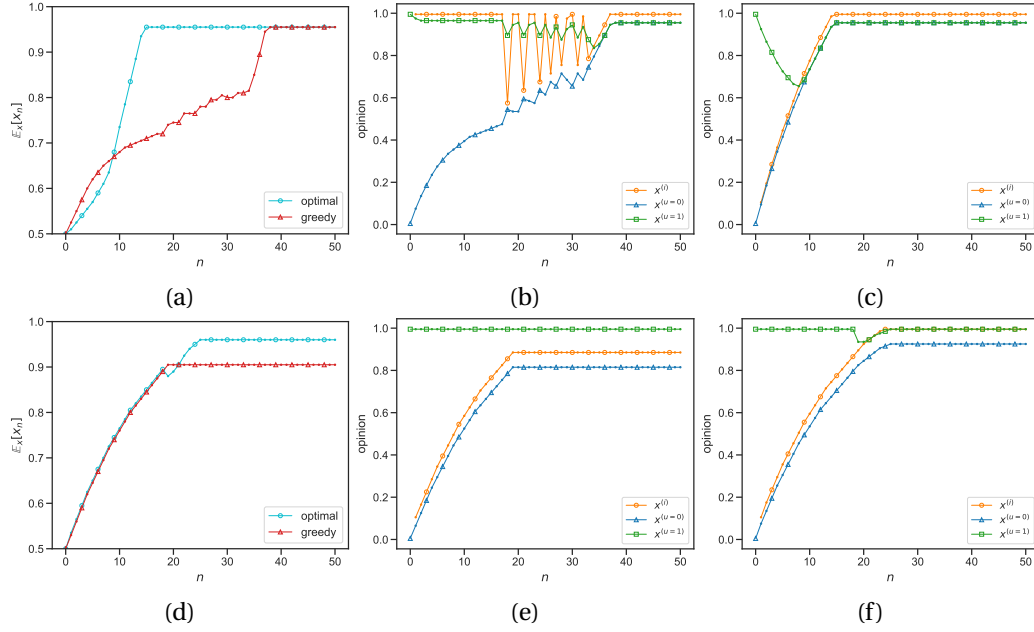 1.0
0.9
0.8
0.7
0.6
0.5
𝔼ₓ[xₙ]
0 10 20 30 40 50
n
optimal
greedy
(a)
1.0
0.8
0.6
0.4
0.2
0.0
opinion
0 10 20 30 40 50
n
x^(i)
x^(u=0)
x^(u=1)
(b)
1.0
0.8
0.6
0.4
0.2
0.0
opinion
0 10 20 30 40 50
n
x^(i)
x^(u=0)
x^(u=1)
(c)
1.0
0.9
0.8
0.7
0.6
0.5
𝔼ₓ[xₙ]
0 10 20 30 40 50
n
optimal
greedy
(d)
1.0
0.8
0.6
0.4
0.2
0.0
opinion
0 10 20 30 40 50
n
x^(i)
x^(u=0)
x^(u=1)
(e)
1.0
0.8
0.6
0.4
0.2
0.0
opinion
0 10 20 30 40 50
n
x^(i)
x^(u=0)
x^(u=1)
(f)